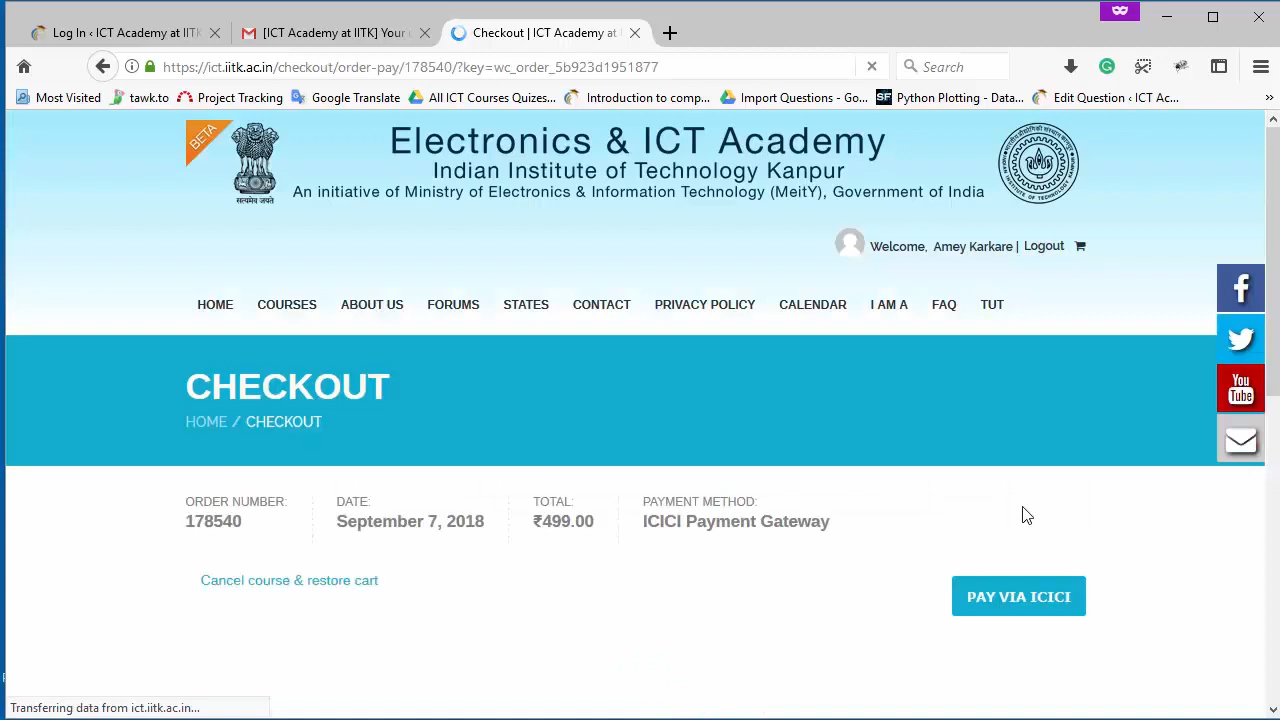 Log In ‹ ICT Academy at IITK
[ICT Academy at IITK] Your
Checkout | ICT Academy at
https://ict.iitk.ac.in/checkout/order-pay/178540/?key=wc_order_5b923d1951877
Search
Most Visited
tawk.to
Project Tracking
Google Translate
All ICT Courses Quizes...
Introduction to comp...
Import Questions - Go...
SF
Python Plotting - Data...
Edit Question ‹ ICT Ac...
BETA
सत्यमेव जयते
Electronics & ICT Academy
Indian Institute of Technology Kanpur
An initiative of Ministry of Electronics & Information Technology (MeitY), Government of India
Welcome, Amey Karkare | Logout
HOME COURSES ABOUT US FORUMS STATES CONTACT PRIVACY POLICY CALENDAR I AM A FAQ TUT
You
Tube
CHECKOUT
HOME / CHECKOUT
ORDER NUMBER: DATE: TOTAL: PAYMENT METHOD:
178540 September 7, 2018 ₹499.00 ICICI Payment Gateway
Cancel course & restore cart
PAY VIA ICICI
Transferring data from ict.iitk.ac.in...